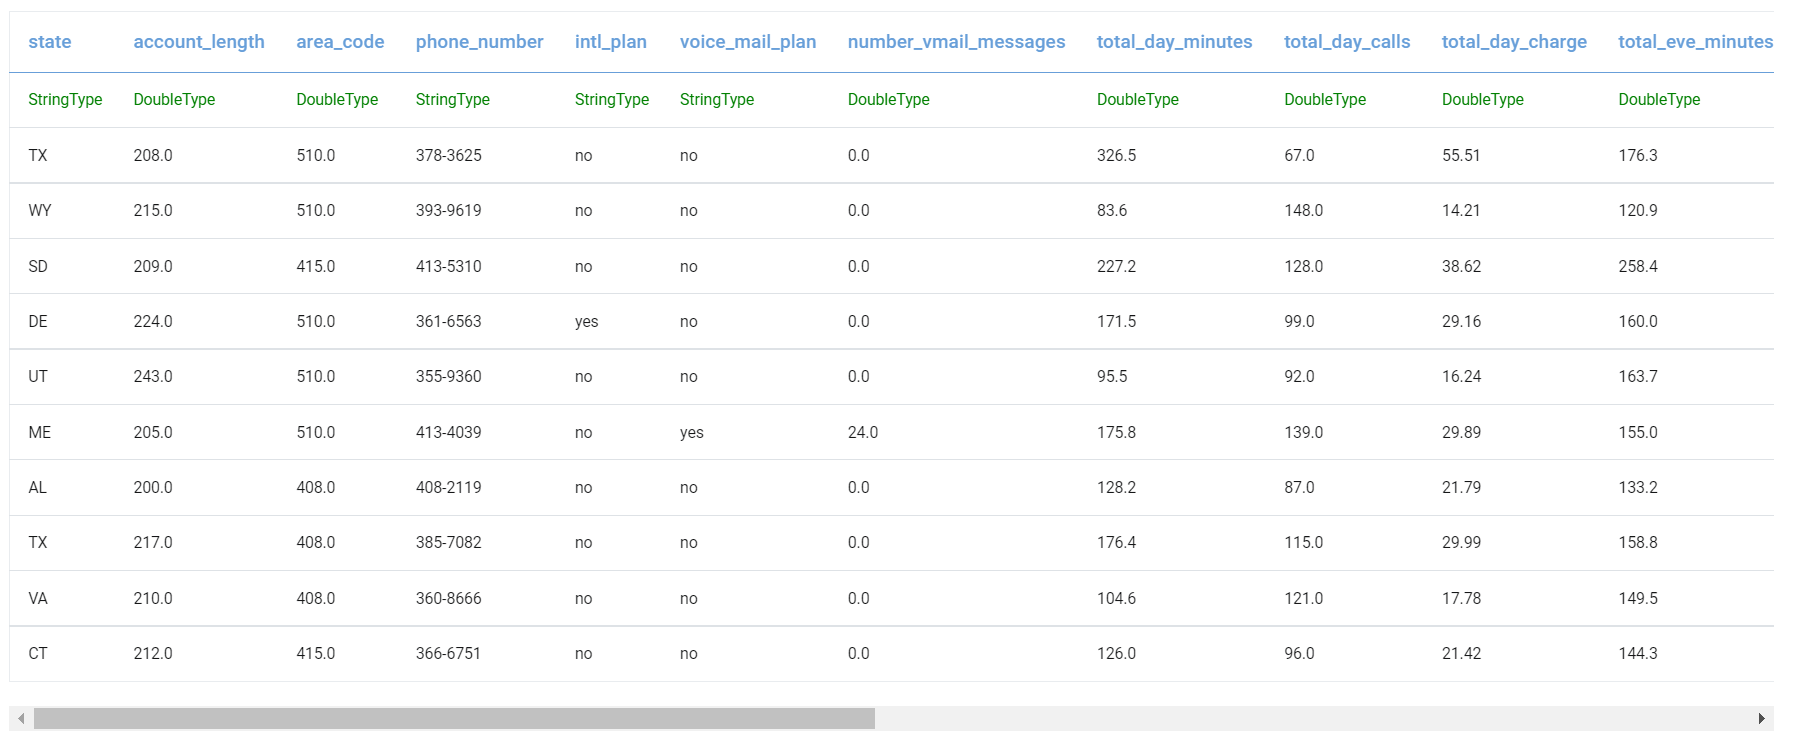 state account_length area_code phone_number intl_plan voice_mail_plan number_vmail_messages total_day_minutes total_day_calls total_day_charge total_eve_minutes
StringType DoubleType DoubleType StringType StringType StringType DoubleType DoubleType DoubleType DoubleType DoubleType
TX 208.0 510.0 378-3625 no no 0.0 326.5 67.0 55.51 176.3
WY 215.0 510.0 393-9619 no no 0.0 83.6 148.0 14.21 120.9
SD 209.0 415.0 413-5310 no no 0.0 227.2 128.0 38.62 258.4
DE 224.0 510.0 361-6563 yes no 0.0 171.5 99.0 29.16 160.0
UT 243.0 510.0 355-9360 no no 0.0 95.5 92.0 16.24 163.7
ME 205.0 510.0 413-4039 no yes 24.0 175.8 139.0 29.89 155.0
AL 200.0 408.0 408-2119 no no 0.0 128.2 87.0 21.79 133.2
TX 217.0 408.0 385-7082 no no 0.0 176.4 115.0 29.99 158.8
VA 210.0 408.0 360-8666 no no 0.0 104.6 121.0 17.78 149.5
CT 212.0 415.0 366-6751 no no 0.0 126.0 96.0 21.42 144.3